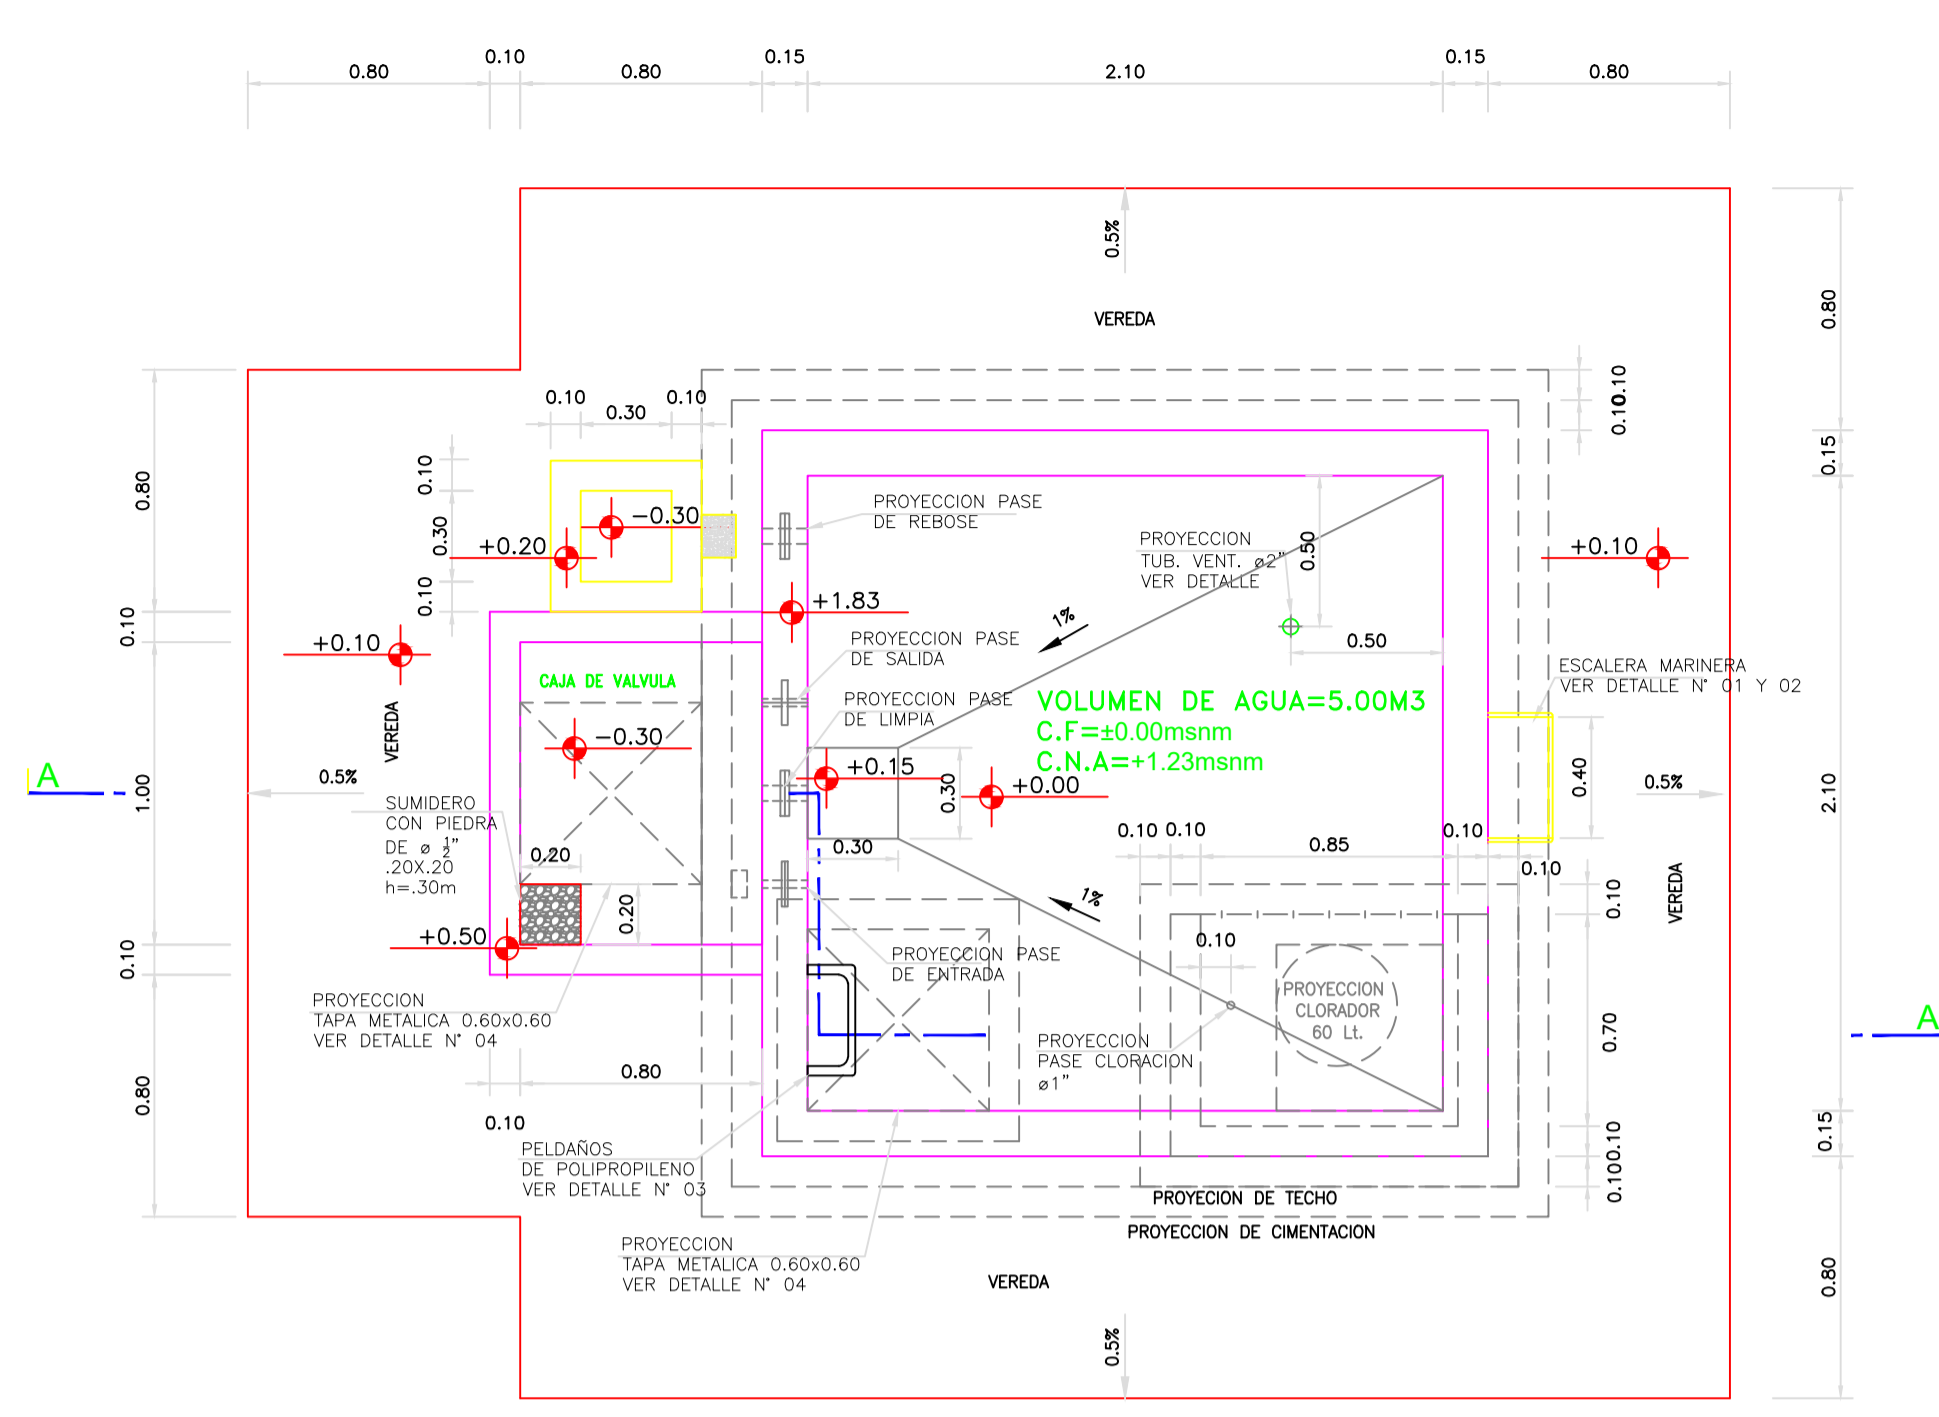 0.80
0.10
0.80
0.15
2.10
0.15
0.80
0.5%
VEREDA
0.80
0.15
2.10
0.15
0.80
0.10
0.10
0.80
0.10
1.00
0.10
0.80
0.10
0.30
0.10
0.10
0.30
0.10
-0.30
+0.20
+0.10
VEREDA
0.5%
A
PROYECCION PASE
DE REBOSE
+1.83
PROYECCION PASE
DE SALIDA
PROYECCION PASE
DE LIMPIA
PROYECCION
TUB. VENT. ø2"
VER DETALLE
0.50
0.50
1%
+0.10
ESCALERA MARINERA
VER DETALLE N° 01 Y 02
CAJA DE VALVULA
-0.30
VOLUMEN DE AGUA=5.00M3
C.F=±0.00msnm
C.N.A=+1.23msnm
+0.15
+0.00
0.30
0.30
0.40
0.5%
VEREDA
SUMIDERO
CON PIEDRA
DE ø ½"
.20X.20
h=.30m
0.20
0.20
+0.50
0.10
0.10
0.85
0.10
0.10
0.10
0.70
0.10
0.10
1%
0.10
PROYECCION PASE
DE ENTRADA
PROYECCION
CLORADOR
60 Lt.
PROYECCION
PASE CLORACION
ø1"
A
PROYECCION
TAPA METALICA 0.60x0.60
VER DETALLE N° 04
0.80
0.10
PELDAÑOS
DE POLIPROPILENO
VER DETALLE N° 03
PROYECION DE TECHO
PROYECCION DE CIMENTACION
PROYECCION
TAPA METALICA 0.60x0.60
VER DETALLE N° 04
VEREDA
0.5%